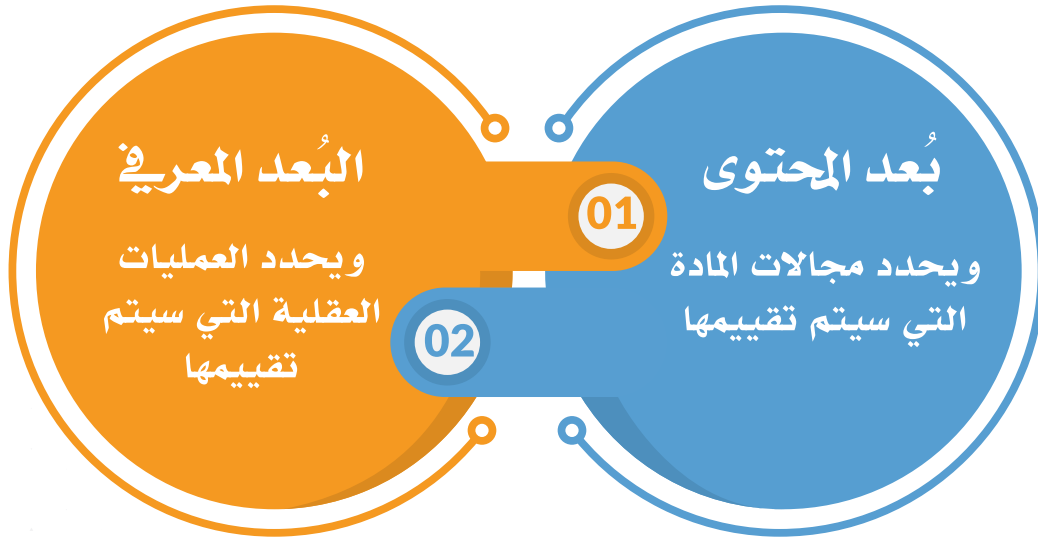 بُعد المحتوى
ويحدد مجالات المادة
التي سيتم تقييمها
01
البُعد المعرفي
ويحدد العمليات
العقلية التي سيتم
تقييمها
02